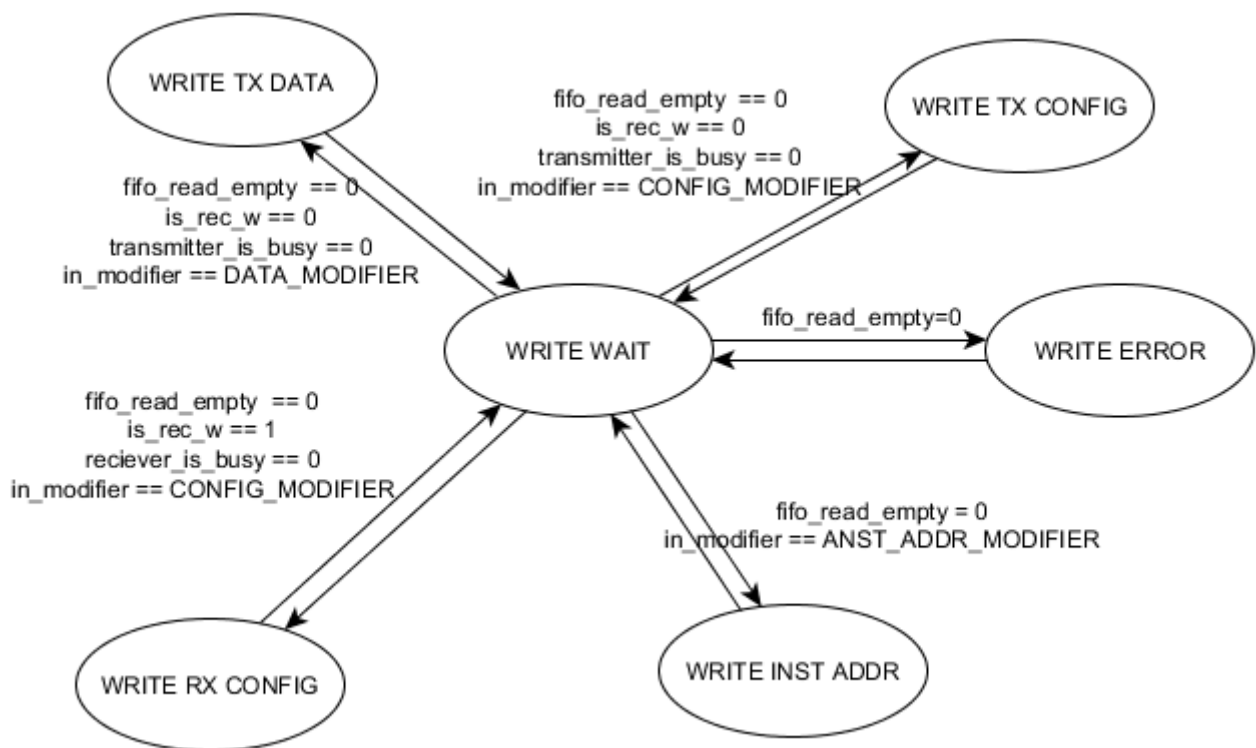 WRITE TX DATA
fifo_read_empty == 0
is_rec_w == 0
transmitter_is_busy == 0
in_modifier == DATA_MODIFIER
fifo_read_empty == 0
is_rec_w == 0
transmitter_is_busy == 0
in_modifier == CONFIG_MODIFIER
WRITE TX CONFIG
WRITE WAIT
fifo_read_empty=0
WRITE ERROR
fifo_read_empty == 0
is_rec_w == 1
reciever_is_busy == 0
in_modifier == CONFIG_MODIFIER
fifo_read_empty = 0
in_modifier == ANST_ADDR_MODIFIER
WRITE RX CONFIG
WRITE INST ADDR